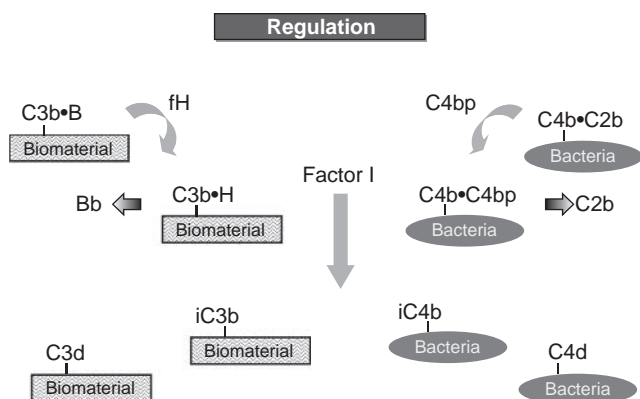 Regulation
C3b•B
fH
Biomaterial
C4bp
C4b•C2b
Bacteria
Factor I
Bb
C3b•H
Biomaterial
C4b•C4bp
C2b
Bacteria
iC3b
Biomaterial
iC4b
Bacteria
C3d
Biomaterial
C4d
Bacteria